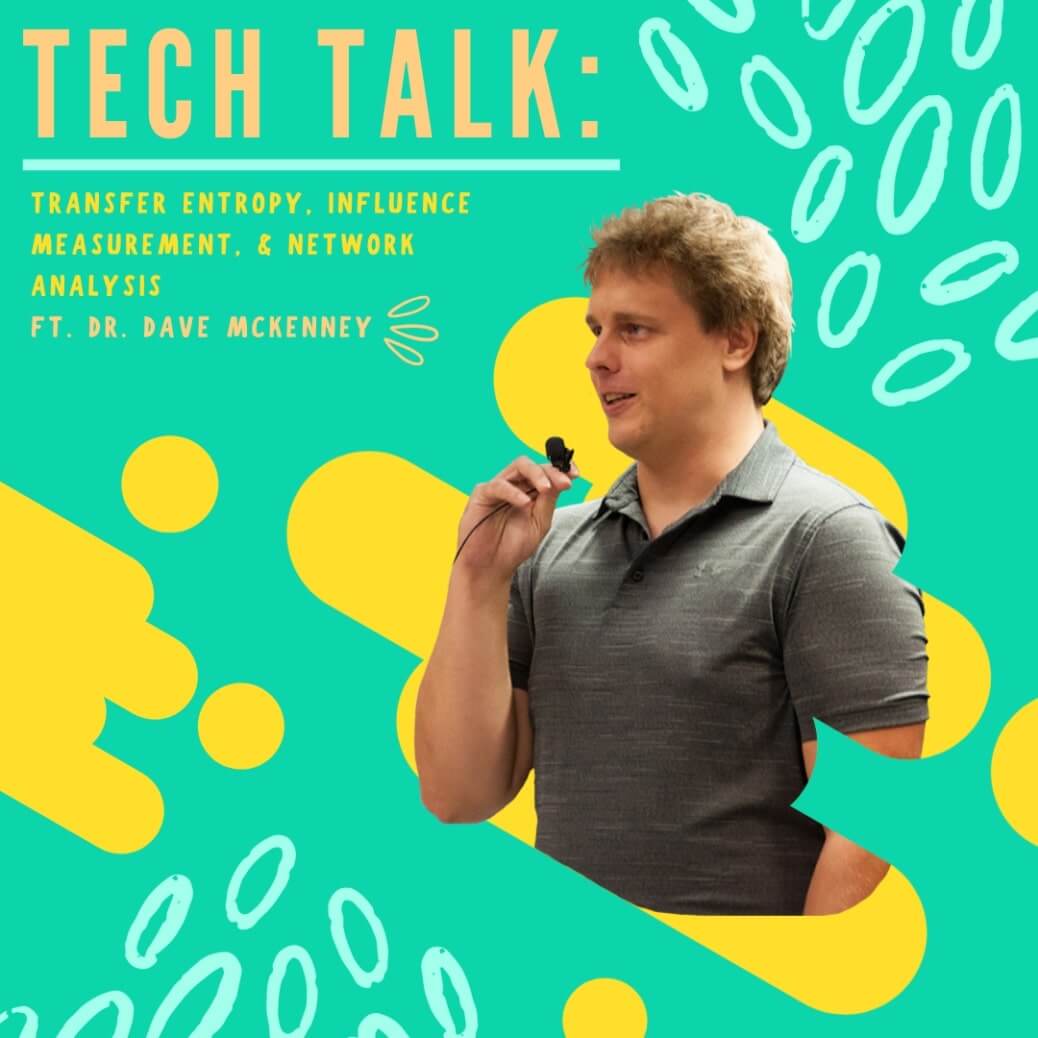 TECH TALK:
TRANSFER ENTROPY, INFLUENCE
MEASUREMENT, & NETWORK
ANALYSIS
FT. DR. DAVE MCKENNEY